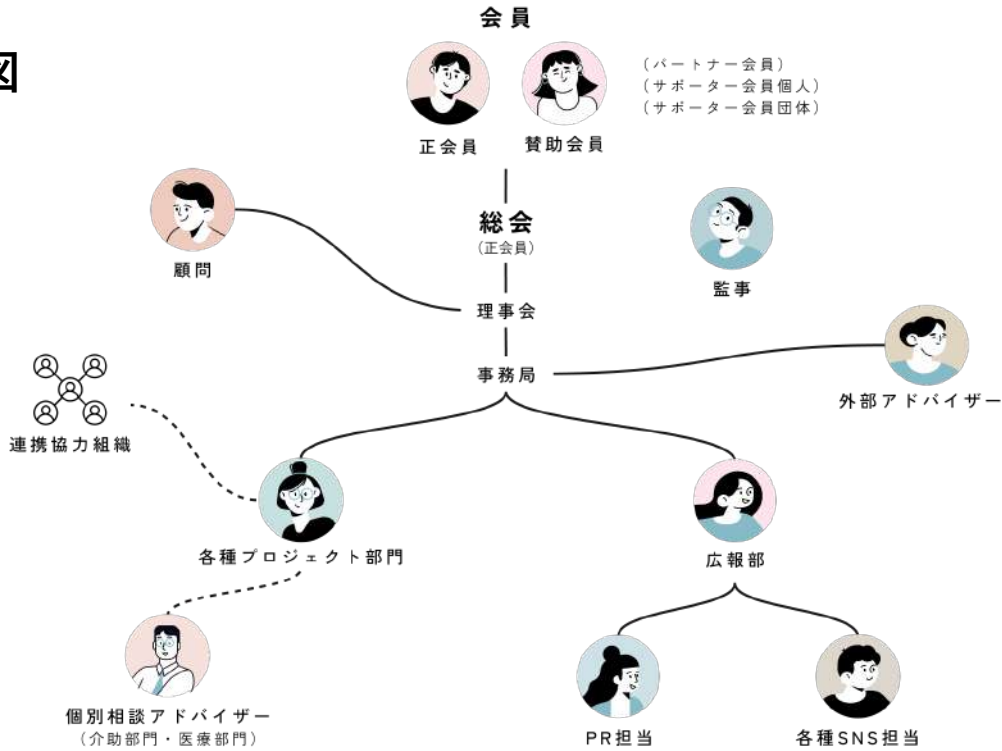 会員
図
(パートナー会員)
(サポーター会員個人)
(サポーター会員団体)
正会員
賛助会員
総会
(正会員)
顧問
監事
理事会
事務局
外部アドバイザー
連携協力組織
各種プロジェクト部門
広報部
個別相談アドバイザー
(介助部門・医療部門)
PR担当
各種SNS担当